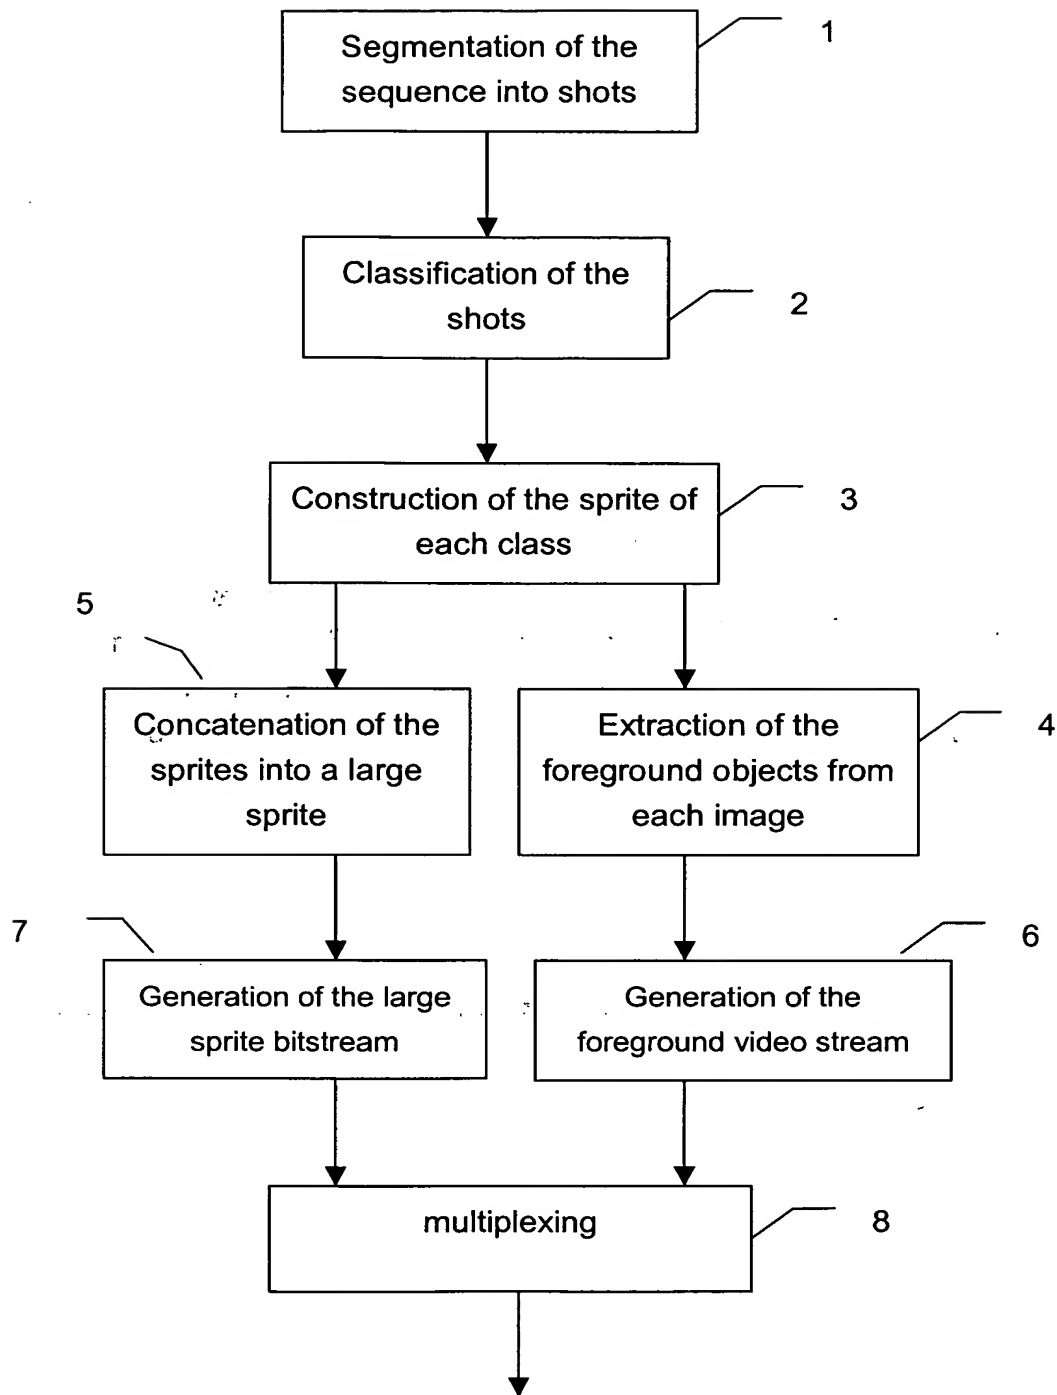 Segmentation of the
sequence into shots
1
Classification of the
shots
2
Construction of the sprite of
each class
3
5
Concatenation of the
sprites into a large
sprite
Extraction of the
foreground objects from
each image
4
7
Generation of the large
sprite bitstream
Generation of the
foreground video stream
6
multiplexing
8